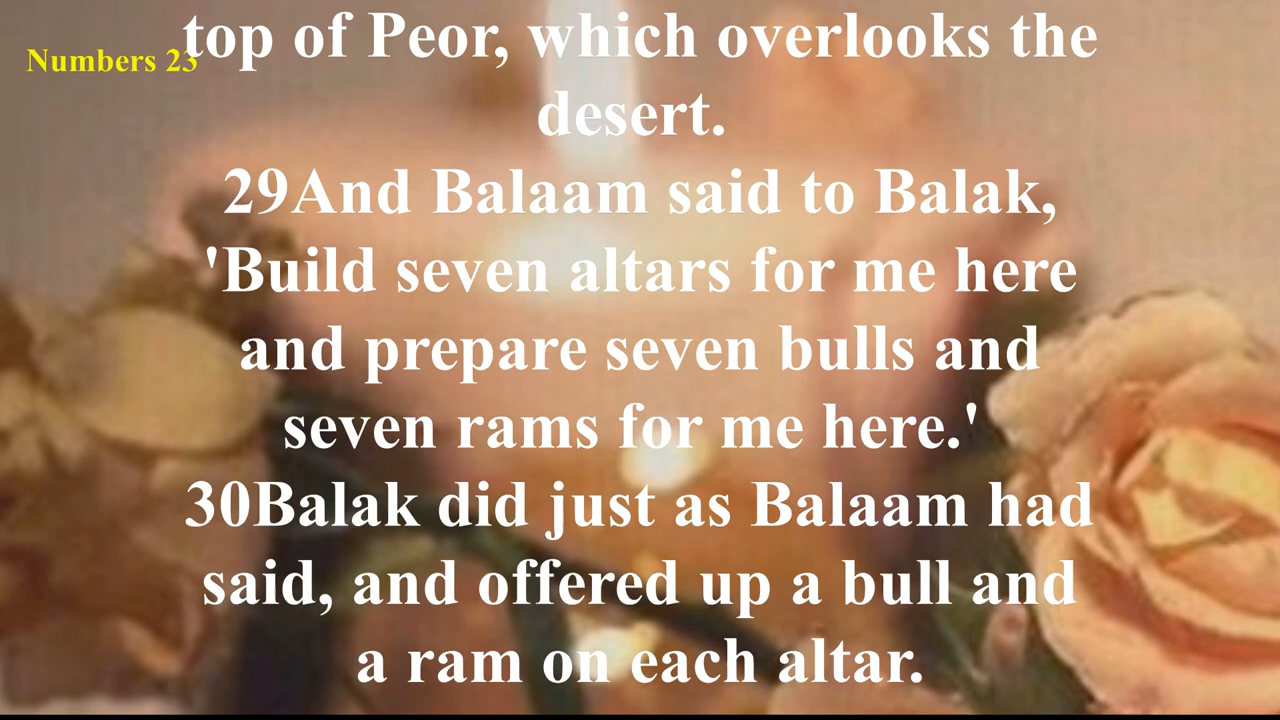 Numbers 23
top of Peor, which overlooks the
desert.
29And Balaam said to Balak,
'Build seven altars for me here
and prepare seven bulls and
seven rams for me here.'
30Balak did just as Balaam had
said, and offered up a bull and
a ram on each altar.